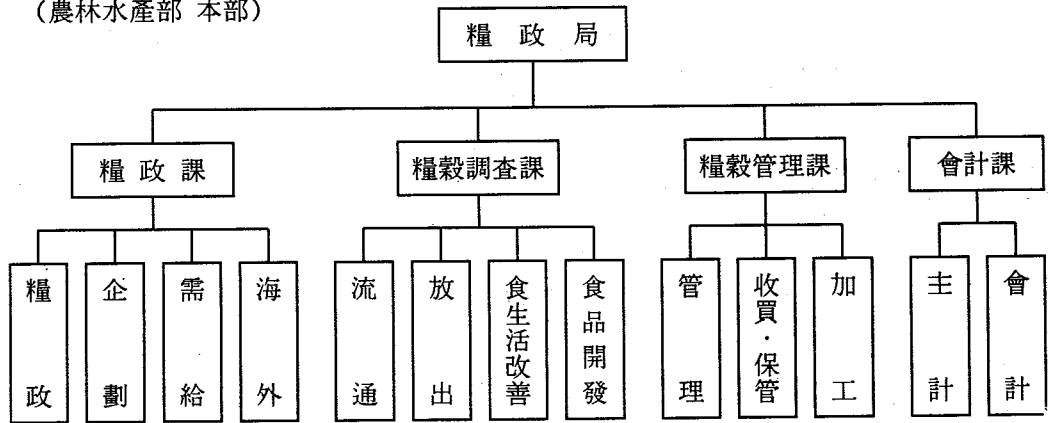 (農林水產部 本部)
糧政局
糧政課
糧穀調査課
糧穀管理課
會計課
糧政
企劃
需給
海外
流通
放出
食生活改善
食品開發
管理
收買·保管
加工
主計
會計